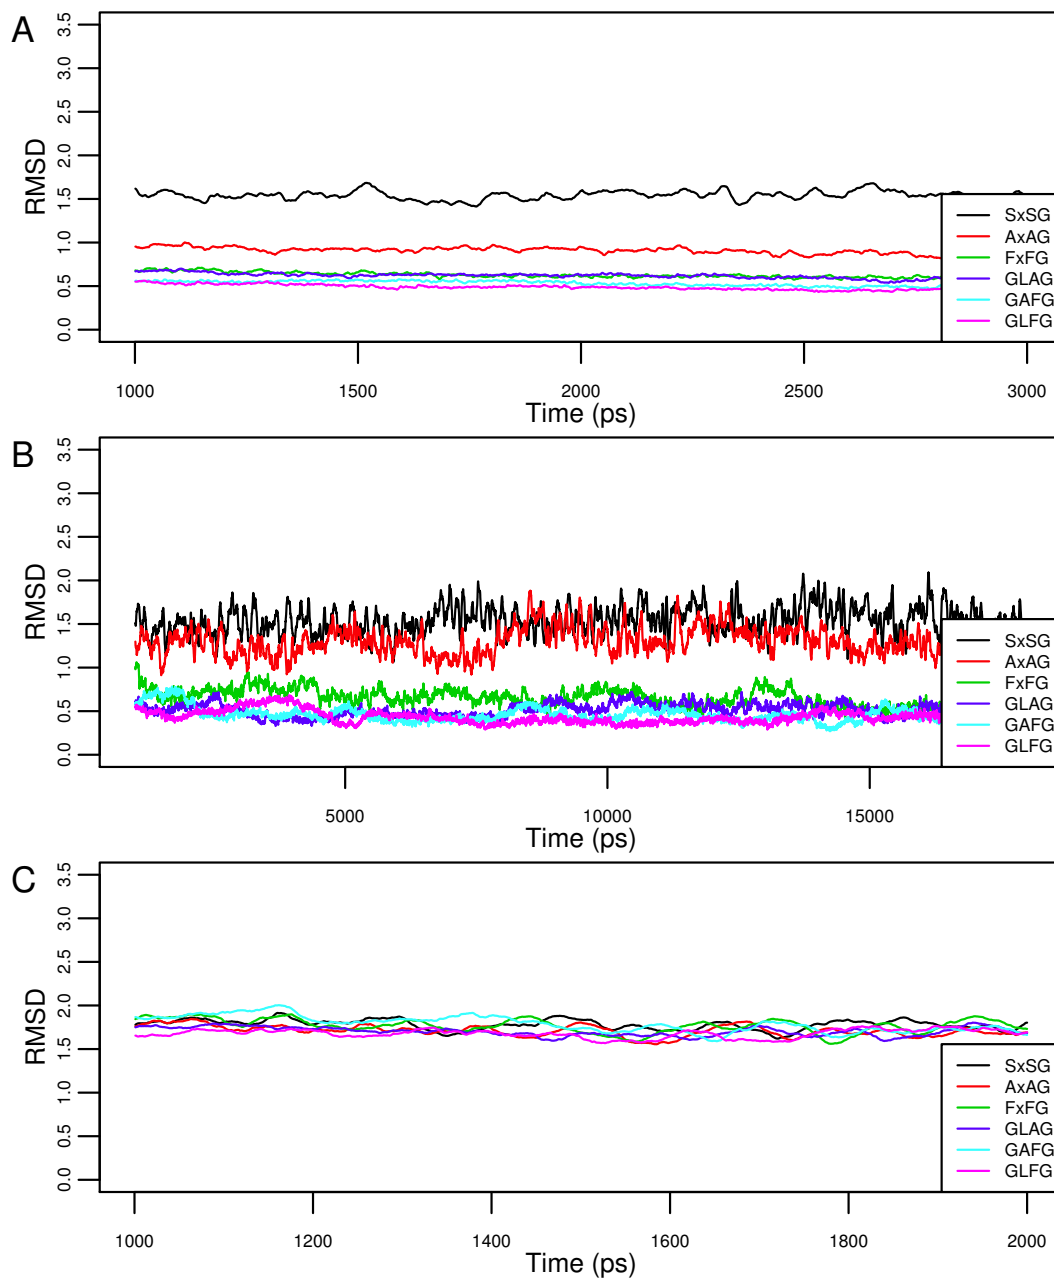 A
RMSD
3.5
3.0
2.5
2.0
1.5
1.0
0.5
0.0
SxSG
AxAG
FxFG
GLAG
GAFG
GLFG
1000 1500 2000 2500 3000
Time (ps)
B
RMSD
3.5
3.0
2.5
2.0
1.5
1.0
0.5
0.0
SxSG
AxAG
FxFG
GLAG
GAFG
GLFG
5000 10000 15000
Time (ps)
C
RMSD
3.5
3.0
2.5
2.0
1.5
1.0
0.5
0.0
SxSG
AxAG
FxFG
GLAG
GAFG
GLFG
1000 1200 1400 1600 1800 2000
Time (ps)